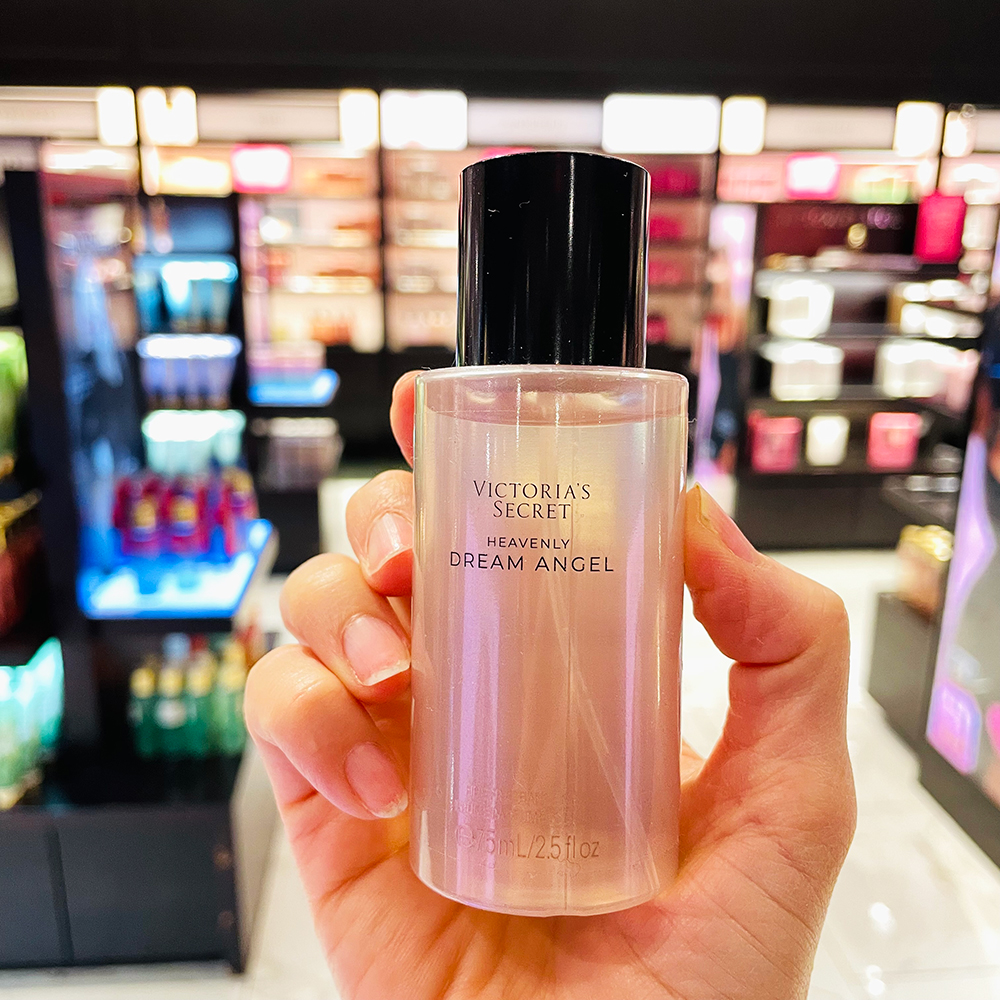 VICTORIA'S
SECRET
HEAVENLY
DREAM ANGEL
75mL/2.5 fl oz